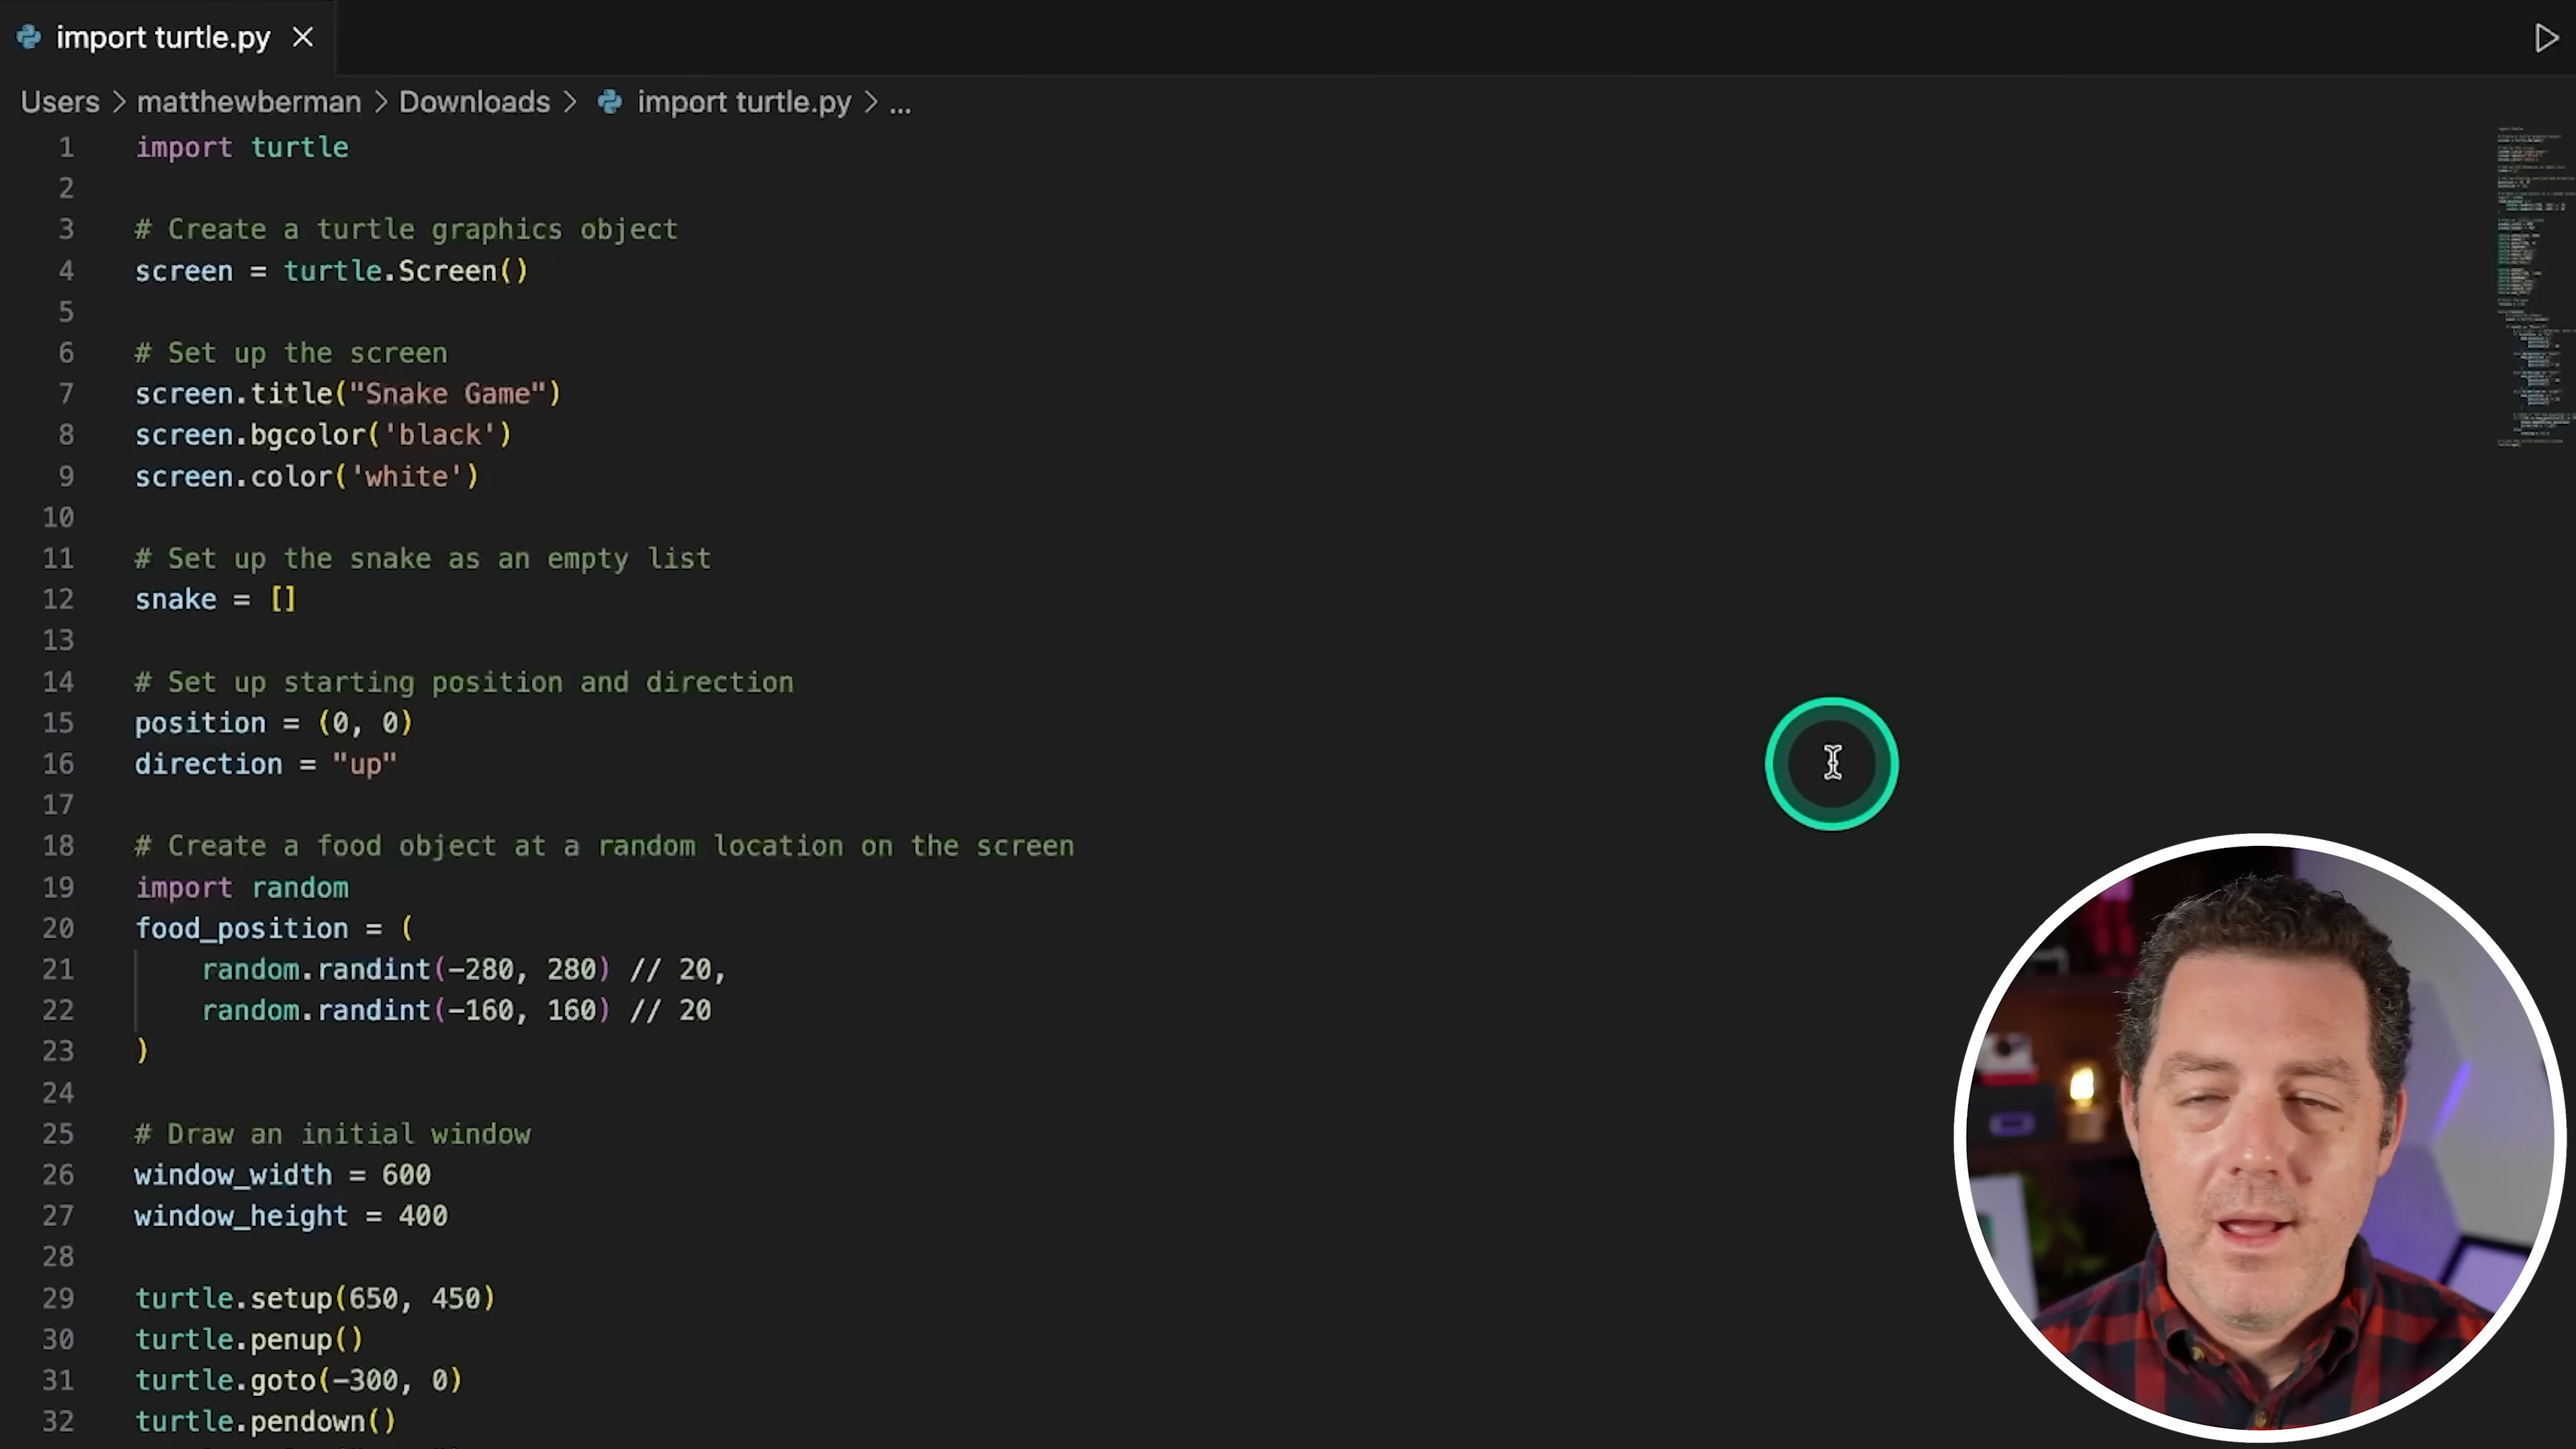 import turtle.py
Users > matthewberman > Downloads > import turtle.py > ...
1 import turtle
2
3 # Create a turtle graphics object
4 screen = turtle.Screen()
5
6 # Set up the screen
7 screen.title("Snake Game")
8 screen.bgcolor('black')
9 screen.color('white')
10
11 # Set up the snake as an empty list
12 snake = []
13
14 # Set up starting position and direction
15 position = (0, 0)
16 direction = "up"
17
18 # Create a food object at a random location on the screen
19 import random
20 food_position = (
21     random.randint(-280, 280) // 20,
22     random.randint(-160, 160) // 20
23 )
24
25 # Draw an initial window
26 window_width = 600
27 window_height = 400
28
29 turtle.setup(650, 450)
30 turtle.penup()
31 turtle.goto(-300, 0)
32 turtle.pendown()